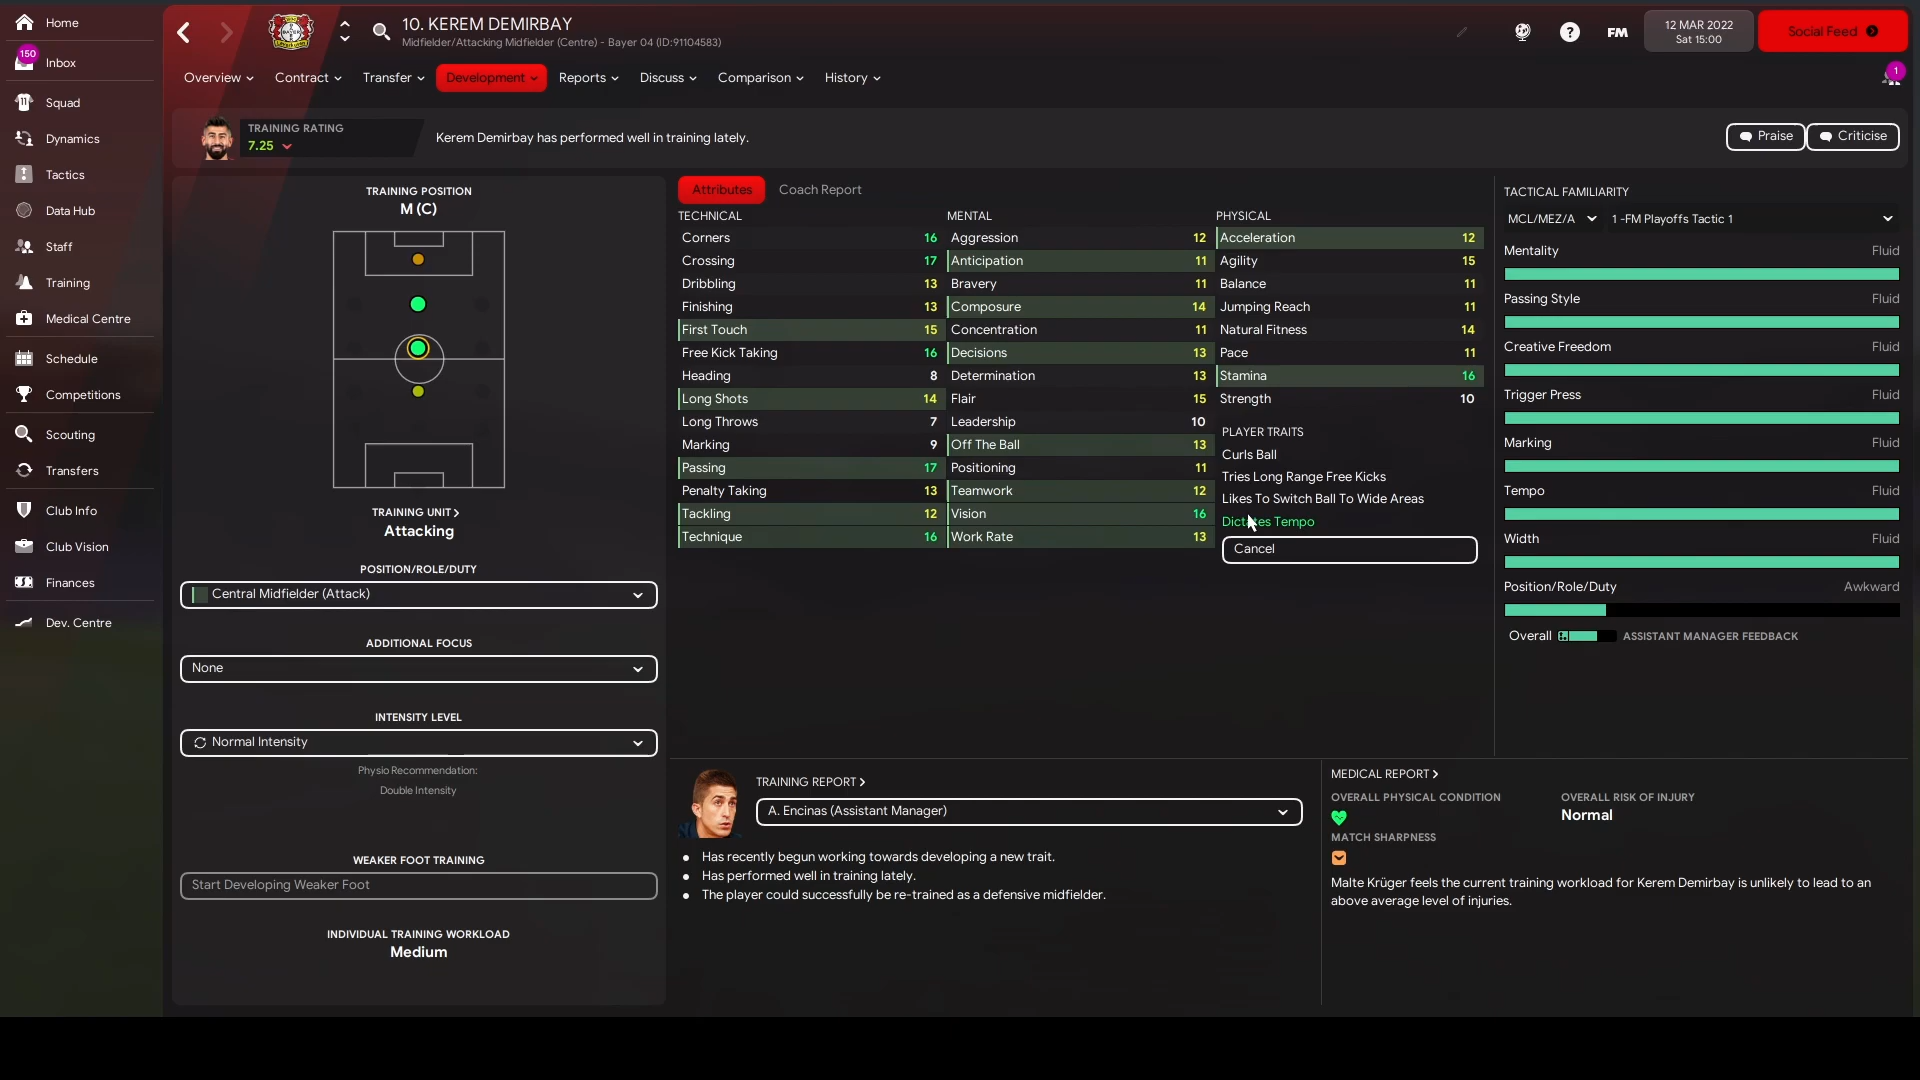 Home
150
Inbox
Squad
Dynamics
Tactics
Data Hub
Staff
Training
Medical Centre
Schedule
Competitions
Scouting
Transfers
Club Info
Club Vision
Finances
Dev. Centre
10. KEREM DEMIRBAY
Midfielder/Attacking Midfielder (Centre) - Bayer 04 (ID:91104583)
?
FM
12 MAR 2022
Sat 15:00
Social Feed
Overview
Contract
Transfer
Development
Reports
Discuss
Comparison
History
1
TRAINING RATING
7.25
Kerem Demirbay has performed well in training lately.
Praise
Criticise
TRAINING POSITION
M (C)
TRAINING UNIT
Attacking
POSITION/ROLE/DUTY
Central Midfielder (Attack)
ADDITIONAL FOCUS
None
INTENSITY LEVEL
Normal Intensity
Physio Recommendation:
Double Intensity
WEAKER FOOT TRAINING
Start Developing Weaker Foot
INDIVIDUAL TRAINING WORKLOAD
Medium
Attributes
Coach Report
TECHNICAL
Corners 16
Crossing 17
Dribbling 13
Finishing 13
First Touch 15
Free Kick Taking 16
Heading 8
Long Shots 14
Long Throws 7
Marking 9
Passing 17
Penalty Taking 13
Tackling 12
Technique 16
MENTAL
Aggression 12
Anticipation 11
Bravery 11
Composure 14
Concentration 11
Decisions 13
Determination 13
Flair 15
Leadership 10
Off The Ball 13
Positioning 11
Teamwork 12
Vision 16
Work Rate 13
PHYSICAL
Acceleration 12
Agility 15
Balance 11
Jumping Reach 11
Natural Fitness 14
Pace 11
Stamina 16
Strength 10
PLAYER TRAITS
Curls Ball
Tries Long Range Free Kicks
Likes To Switch Ball To Wide Areas
Dictates Tempo
Cancel
TACTICAL FAMILIARITY
MCL/MEZ/A
1 -FM Playoffs Tactic 1
Mentality Fluid
Passing Style Fluid
Creative Freedom Fluid
Trigger Press Fluid
Marking Fluid
Tempo Fluid
Width Fluid
Position/Role/Duty Awkward
Overall
ASSISTANT MANAGER FEEDBACK
TRAINING REPORT
A. Encinas (Assistant Manager)
Has recently begun working towards developing a new trait.
Has performed well in training lately.
The player could successfully be re-trained as a defensive midfielder.
MEDICAL REPORT
OVERALL PHYSICAL CONDITION
OVERALL RISK OF INJURY
Normal
MATCH SHARPNESS
Malte Krüger feels the current training workload for Kerem Demirbay is unlikely to lead to an
above average level of injuries.